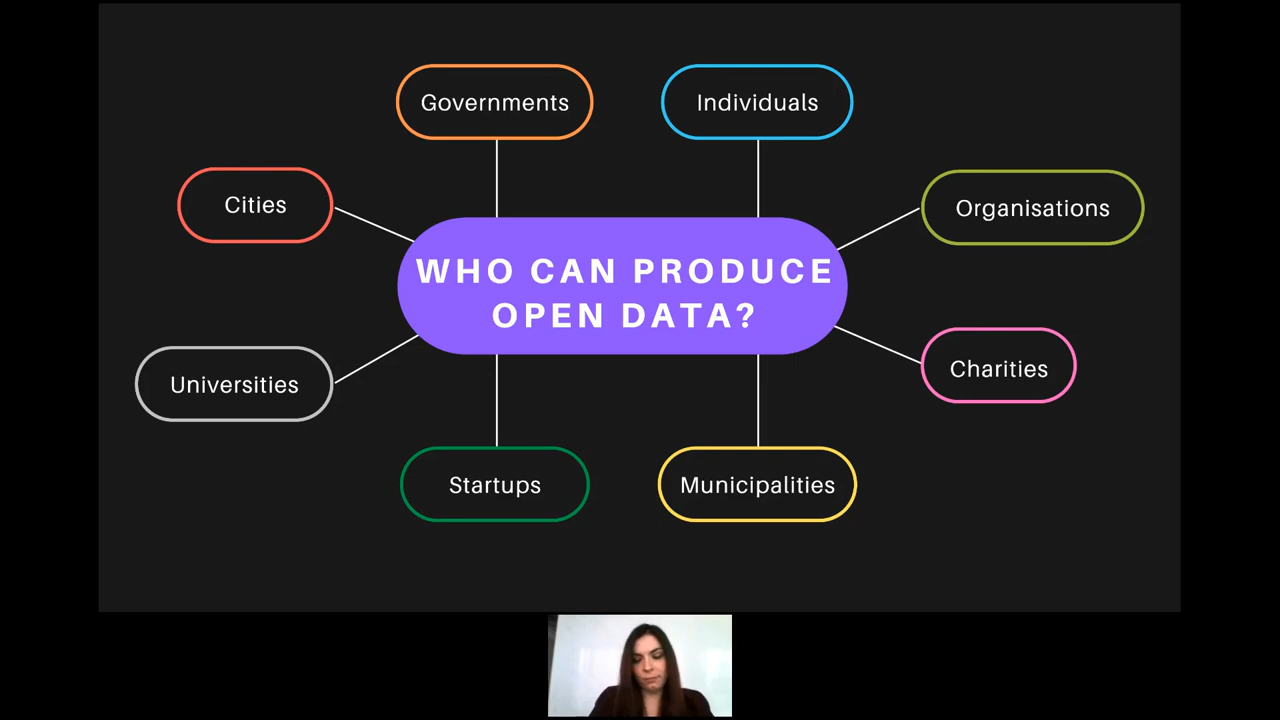 Governments
Individuals
Cities
Organisations
WHO CAN PRODUCE
OPEN DATA?
Universities
Charities
Startups
Municipalities